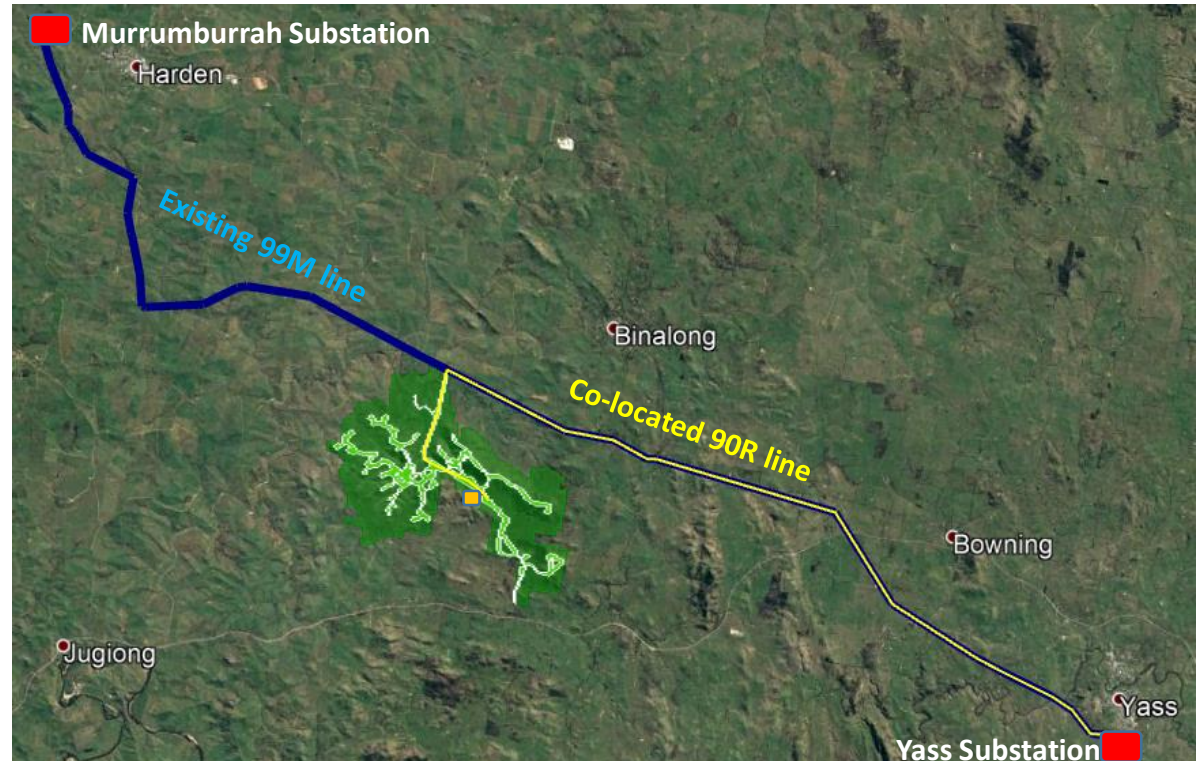 Murrumburrah Substation
Harden
Existing 99M line
Binalong
Co-located 90R line
Bowning
Jugiong
Yass
Yass Substation